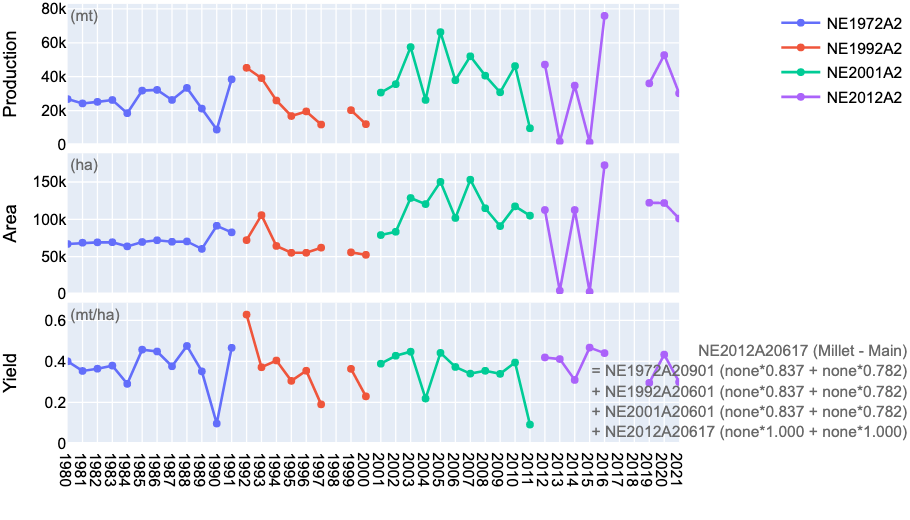 80k
(mt)
60k
40k
20k
0
Production
NE1972A2
NE1992A2
NE2001A2
NE2012A2
(ha)
150k
100k
50k
0
Area
(mt/ha)
0.6
0.4
0.2
0
Yield
NE2012A20617 (Millet - Main)
= NE1972A20901 (none*0.837 + none*0.782)
+ NE1992A20601 (none*0.837 + none*0.782)
+ NE2001A20601 (none*0.837 + none*0.782)
+ NE2012A20617 (none*1.000 + none*1.000)
1980
1981
1982
1983
1984
1985
1986
1987
1988
1989
1990
1991
1992
1993
1994
1995
1996
1997
1998
1999
2000
2001
2002
2003
2004
2005
2006
2007
2008
2009
2010
2011
2012
2013
2014
2015
2016
2017
2018
2019
2020
2021